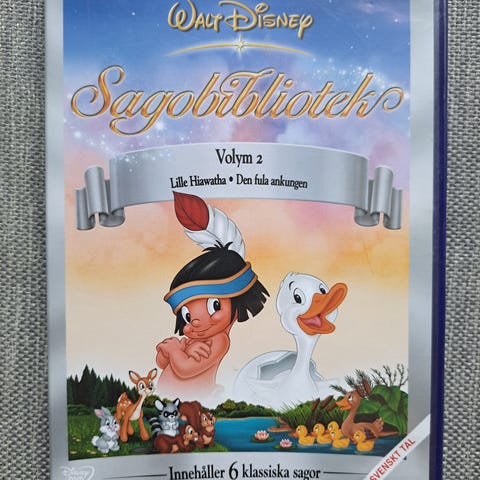 WALT DISNEY
Sagobibliotek
Volym 2
Lille Hiawatha • Den fula ankungen
SVENSKT TAL
Disney
DVD
Innehåller 6 klassiska sagor